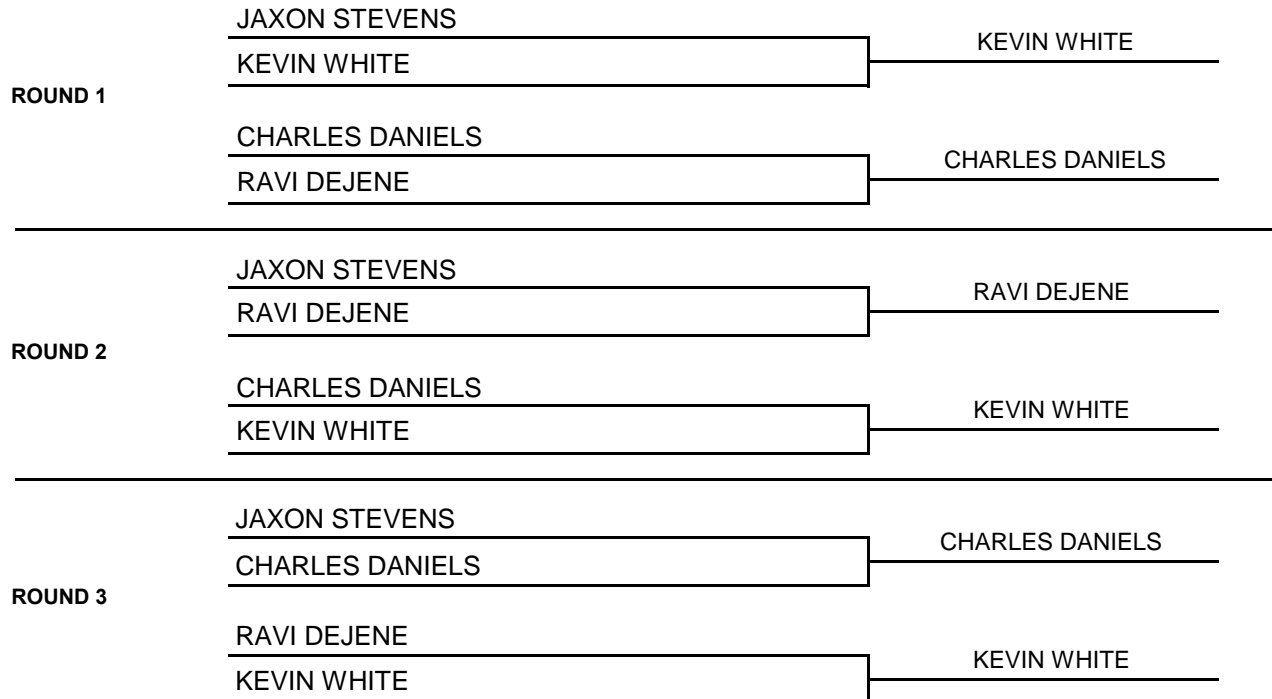 JAXON STEVENS
KEVIN WHITE
KEVIN WHITE
ROUND 1
CHARLES DANIELS
CHARLES DANIELS
RAVI DEJENE
JAXON STEVENS
RAVI DEJENE
RAVI DEJENE
ROUND 2
CHARLES DANIELS
KEVIN WHITE
KEVIN WHITE
JAXON STEVENS
CHARLES DANIELS
CHARLES DANIELS
ROUND 3
RAVI DEJENE
KEVIN WHITE
KEVIN WHITE